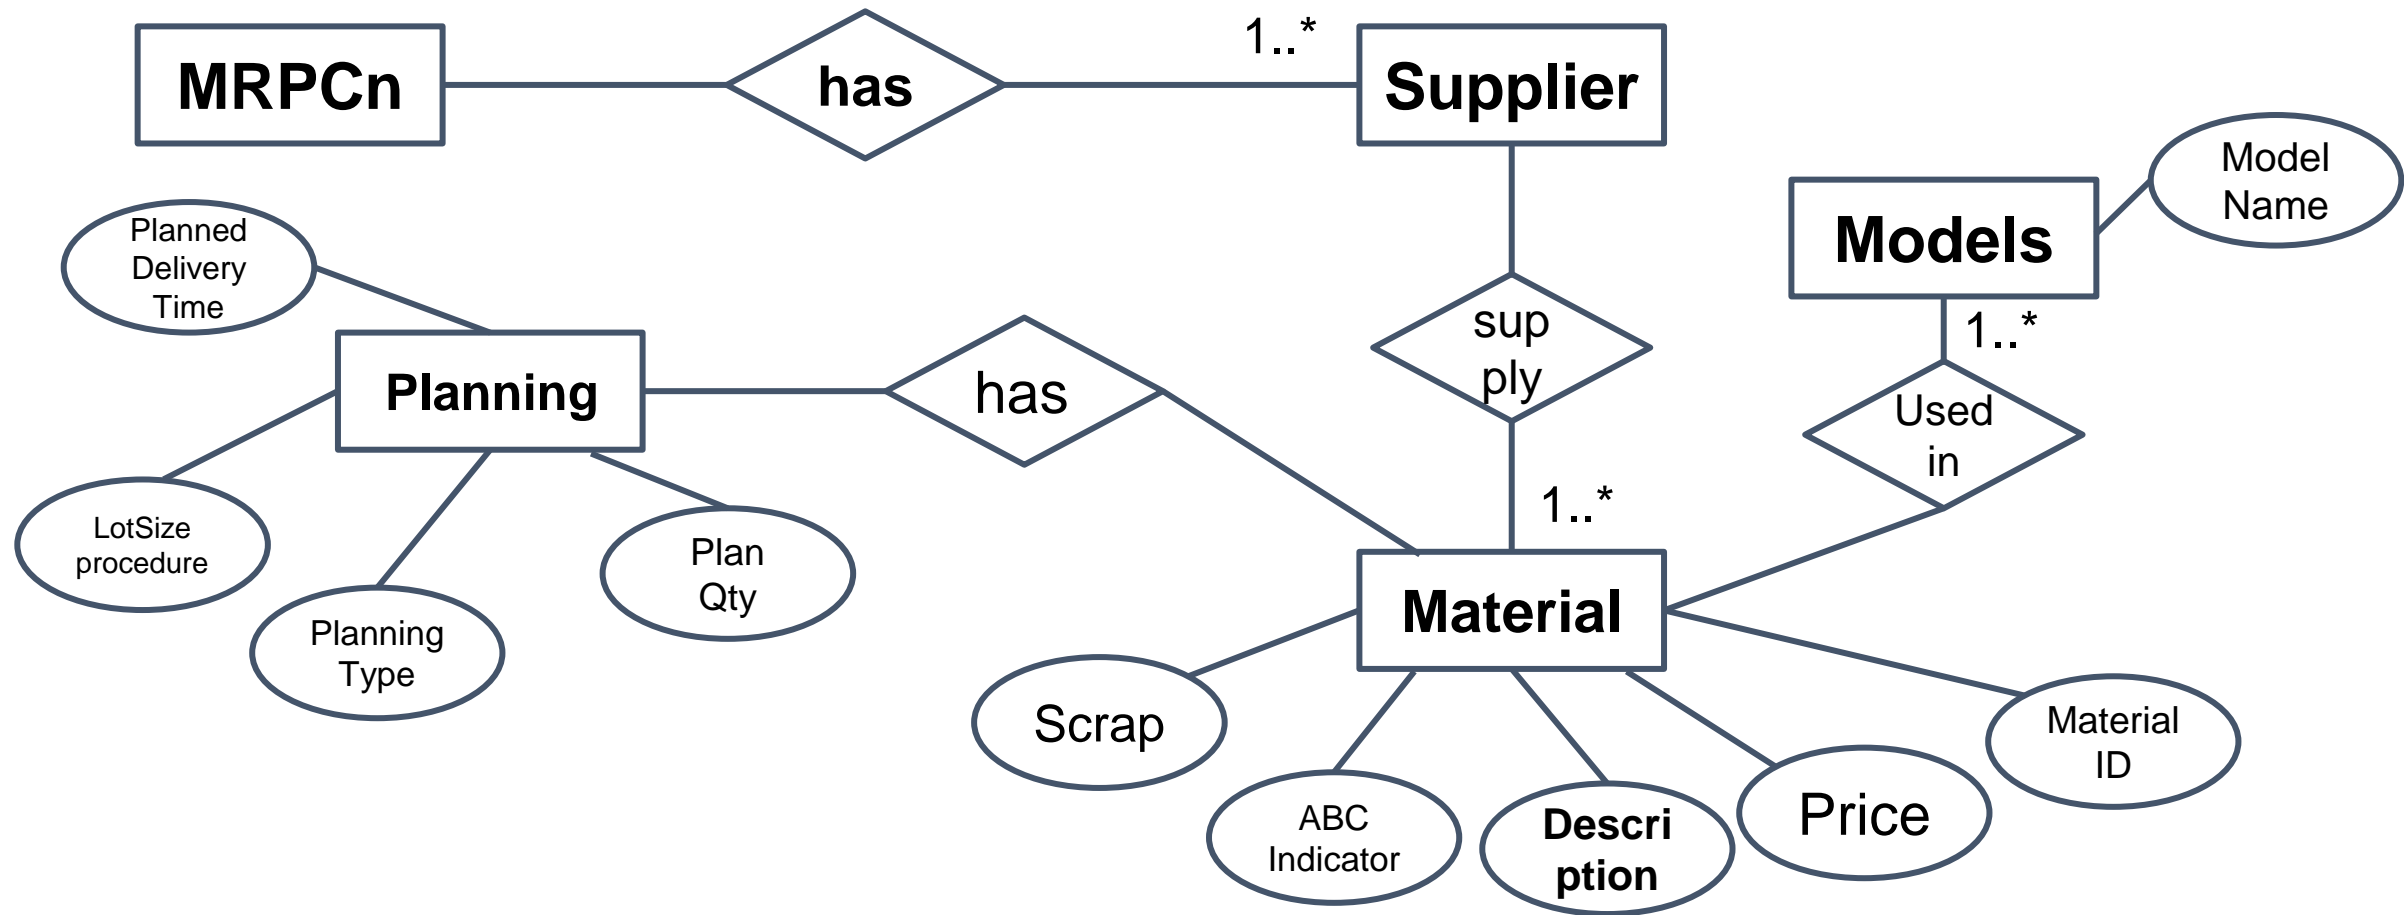 MRPCn
has
1..*
Supplier
Model
Name
Models
1..*
Planned
Delivery
Time
Planning
has
sup
ply
Used
in
1..*
LotSize
procedure
Planning
Type
Plan
Qty
Material
Scrap
ABC
Indicator
Descri
ption
Price
Material
ID